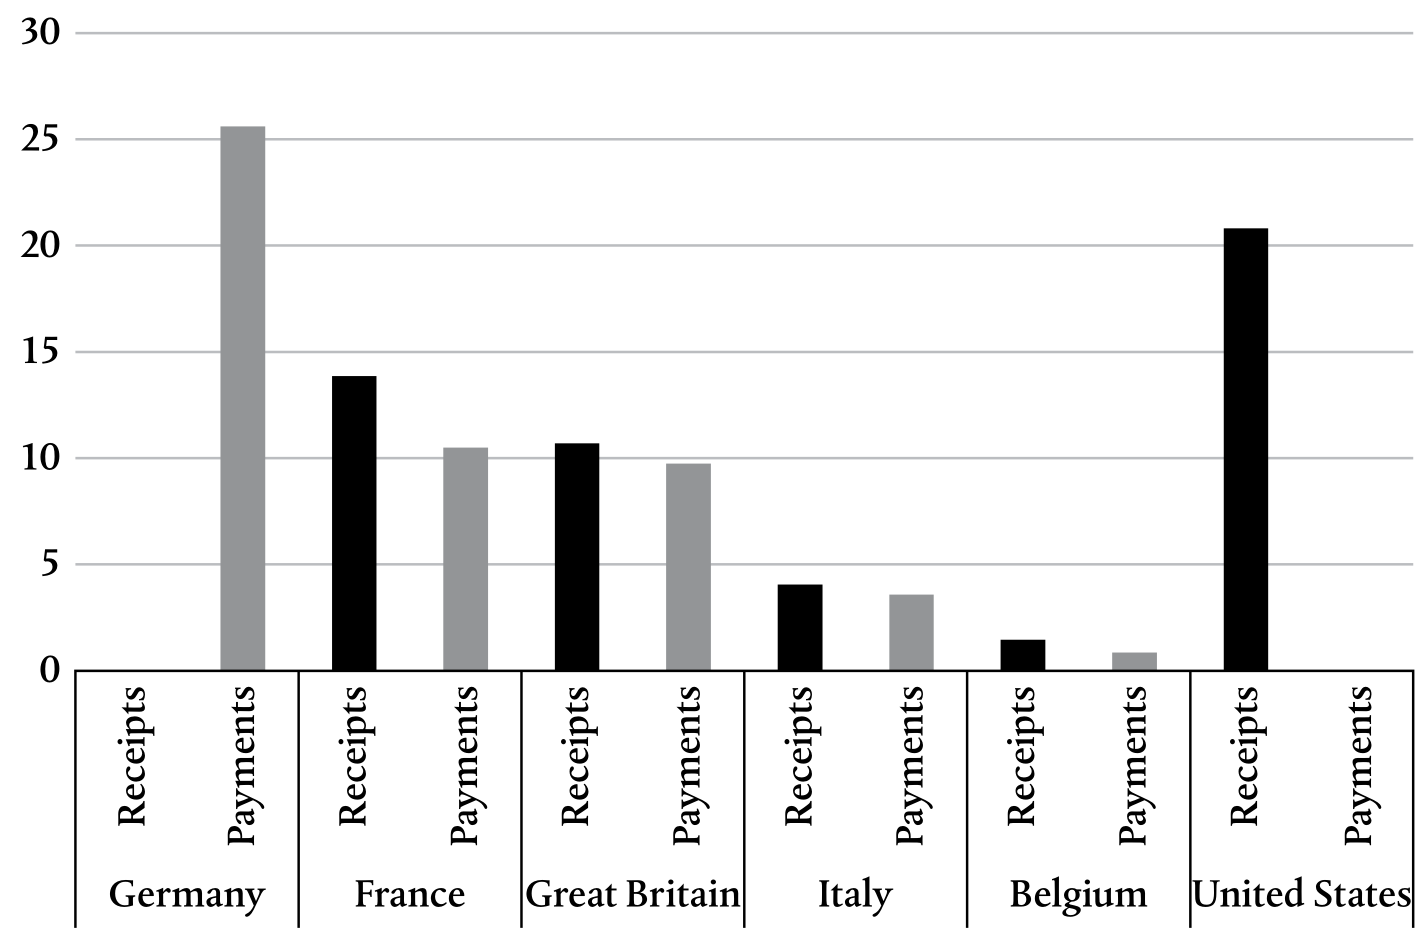 30
25
20
15
10
5
0
Receipts
Payments
Receipts
Payments
Receipts
Payments
Receipts
Payments
Receipts
Payments
Receipts
Payments
Germany
France
Great Britain
Italy
Belgium
United States